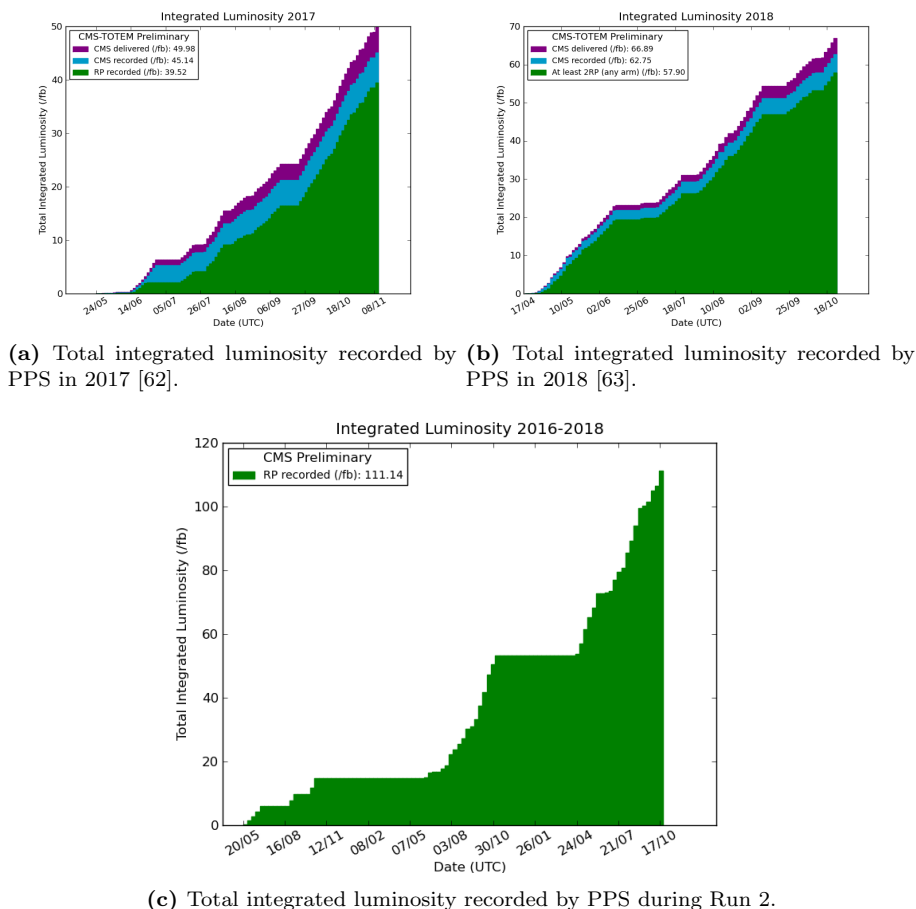 Integrated Luminosity 2017
CMS-TOTEM Preliminary
CMS delivered (/fb): 49.98
CMS recorded (/fb): 45.14
RP recorded (/fb): 39.52
Total Integrated Luminosity (/fb)
50
40
30
20
10
0
24/05 14/06 05/07 26/07 16/08 06/09 27/09 18/10 08/11
Date (UTC)
Integrated Luminosity 2018
CMS-TOTEM Preliminary
CMS delivered (/fb): 66.89
CMS recorded (/fb): 62.75
At least 2RP (any arm) (/fb): 57.90
Total Integrated Luminosity (/fb)
70
60
50
40
30
20
10
0
17/04 10/05 02/06 25/06 18/07 10/08 02/09 25/09 18/10
Date (UTC)
(a) Total integrated luminosity recorded by
PPS in 2017 [62].
(b) Total integrated luminosity recorded by
PPS in 2018 [63].
Integrated Luminosity 2016-2018
CMS Preliminary
RP recorded (/fb): 111.14
Total Integrated Luminosity (/fb)
120
100
80
60
40
20
0
20/05 16/08 12/11 08/02 07/05 03/08 30/10 26/01 24/04 21/07 17/10
Date (UTC)
(c) Total integrated luminosity recorded by PPS during Run 2.